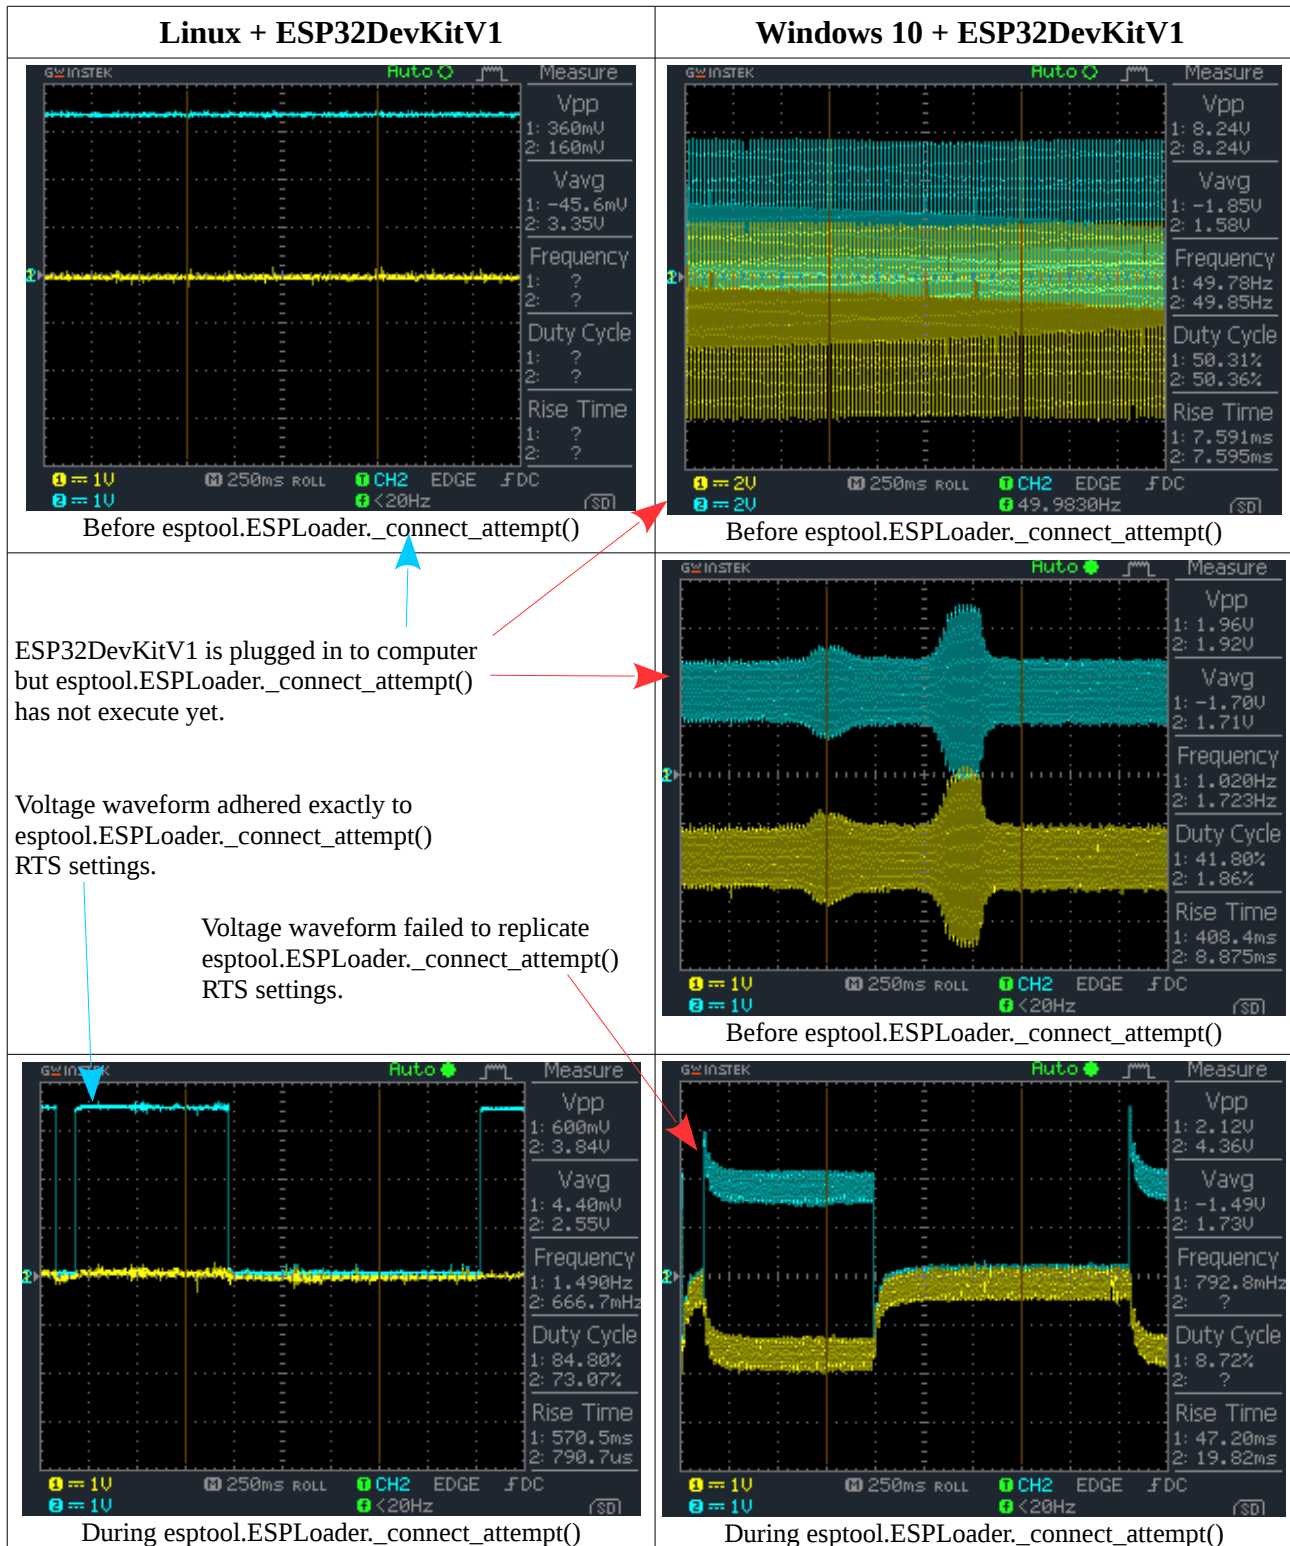 Linux + ESP32DevKitV1
Windows 10 + ESP32DevKitV1
GWINSTEK Auto Measure
Vpp
1: 360mV
2: 160mV
Vavg
1: -45.6mV
2: 3.35V
Frequency
1: ?
2: ?
Duty Cycle
1: ?
2: ?
Rise Time
1: ?
2: ?
1 == 1V M 250ms ROLL T CH2 EDGE DC
2 == 1V f <20Hz SD
Before esptool.ESPLoader._connect_attempt()
GWINSTEK Auto Measure
Vpp
1: 8.24V
2: 8.24V
Vavg
1: -1.85V
2: 1.58V
Frequency
1: 49.78Hz
2: 49.85Hz
Duty Cycle
1: 50.31%
2: 50.36%
Rise Time
1: 7.591ms
2: 7.595ms
1 == 2V M 250ms ROLL T CH2 EDGE DC
2 == 2V f 49.9830Hz SD
Before esptool.ESPLoader._connect_attempt()
ESP32DevKitV1 is plugged in to computer
but esptool.ESPLoader._connect_attempt()
has not execute yet.
Voltage waveform adhered exactly to
esptool.ESPLoader._connect_attempt()
RTS settings.
Voltage waveform failed to replicate
esptool.ESPLoader._connect_attempt()
RTS settings.
GWINSTEK Auto Measure
Vpp
1: 1.96V
2: 1.92V
Vavg
1: -1.70V
2: 1.71V
Frequency
1: 1.020Hz
2: 1.723Hz
Duty Cycle
1: 41.80%
2: 1.86%
Rise Time
1: 408.4ms
2: 8.875ms
1 == 1V M 250ms ROLL T CH2 EDGE DC
2 == 1V f <20Hz SD
Before esptool.ESPLoader._connect_attempt()
GWINSTEK Auto Measure
Vpp
1: 600mV
2: 3.84V
Vavg
1: 4.40mV
2: 2.55V
Frequency
1: 1.490Hz
2: 666.7mHz
Duty Cycle
1: 84.80%
2: 73.07%
Rise Time
1: 570.5ms
2: 790.7us
1 == 1V M 250ms ROLL T CH2 EDGE DC
2 == 1V f <20Hz SD
During esptool.ESPLoader._connect_attempt()
GWINSTEK Auto Measure
Vpp
1: 2.12V
2: 4.36V
Vavg
1: -1.49V
2: 1.73V
Frequency
1: 792.8mHz
2: ?
Duty Cycle
1: 8.72%
2: ?
Rise Time
1: 47.20ms
2: 19.82ms
1 == 1V M 250ms ROLL T CH2 EDGE DC
2 == 1V f <20Hz SD
During esptool.ESPLoader._connect_attempt()